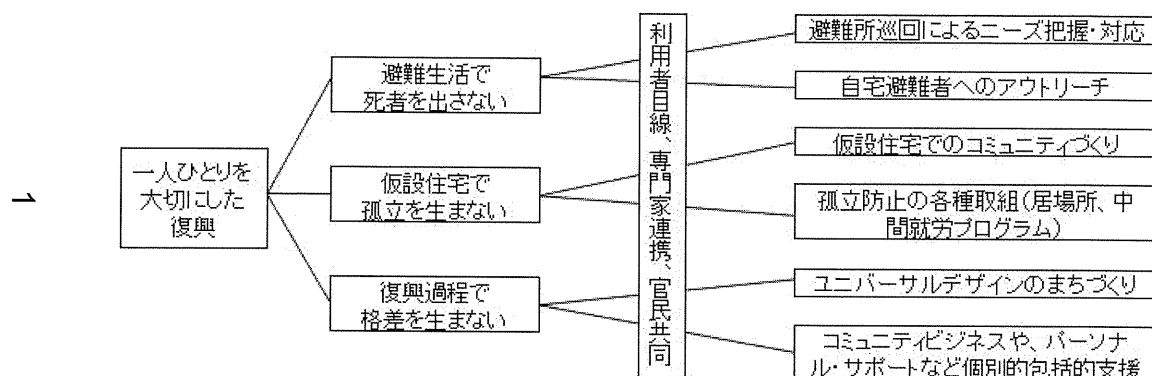 1
一人ひとりを
大切にした
復興
避難生活で
死者を出さない
仮設住宅で
孤立を生まない
復興過程で
格差を生まない
利用者目線、専門家連携、官民共同
避難所巡回によるニーズ把握・対応
自宅避難者へのアウトリーチ
仮設住宅でのコミュニティづくり
孤立防止の各種取組(居場所、中
間就労プログラム)
ユニバーサルデザインのまちづくり
コミュニティビジネスや、パーソナ
ル・サポートなど個別的包括的支援